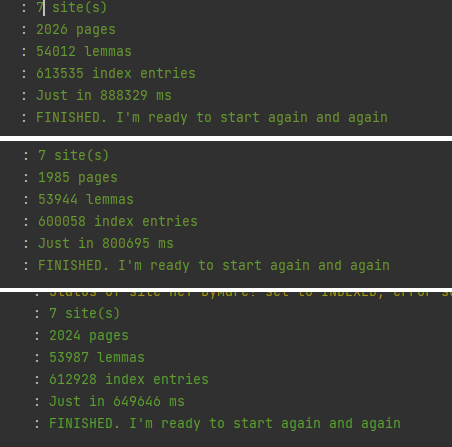 : 7 site(s)
: 2026 pages
: 54012 lemmas
: 613535 index entries
: Just in 888329 ms
: FINISHED. I'm ready to start again and again
: 7 site(s)
: 1985 pages
: 53944 lemmas
: 600058 index entries
: Just in 800695 ms
: FINISHED. I'm ready to start again and again
: 7 site(s)
: 2024 pages
: 53987 lemmas
: 612928 index entries
: Just in 649646 ms
: FINISHED. I'm ready to start again and again